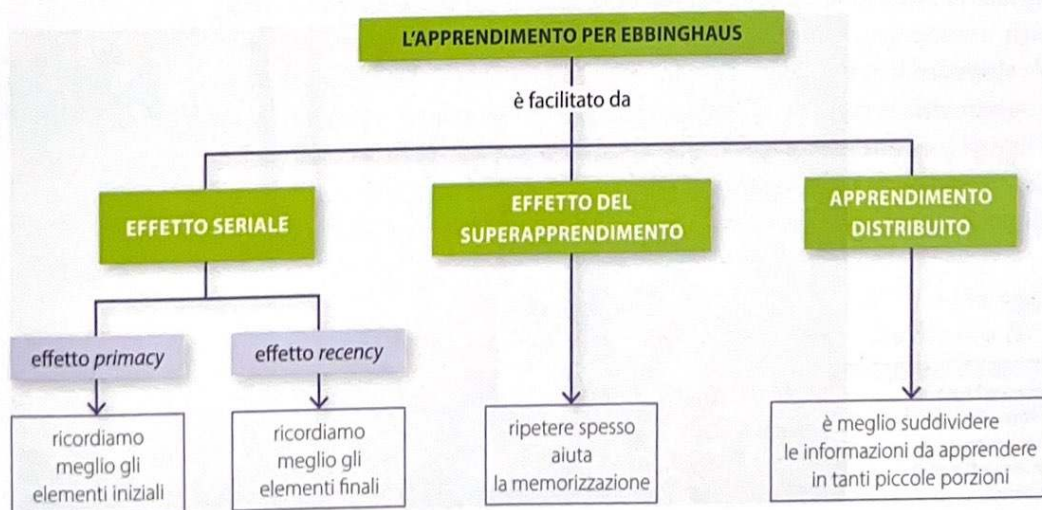 L'APPRENDIMENTO PER EBBINGHAUS
è facilitato da
EFFETTO SERIALE
EFFETTO DEL
SUPERAPPRENDIMENTO
APPRENDIMENTO
DISTRIBUITO
effetto primacy
effetto recency
ricordiamo
meglio gli
elementi iniziali
ricordiamo
meglio gli
elementi finali
ripetere spesso
aiuta
la memorizzazione
è meglio suddividere
le informazioni da apprendere
in tanti piccole porzioni